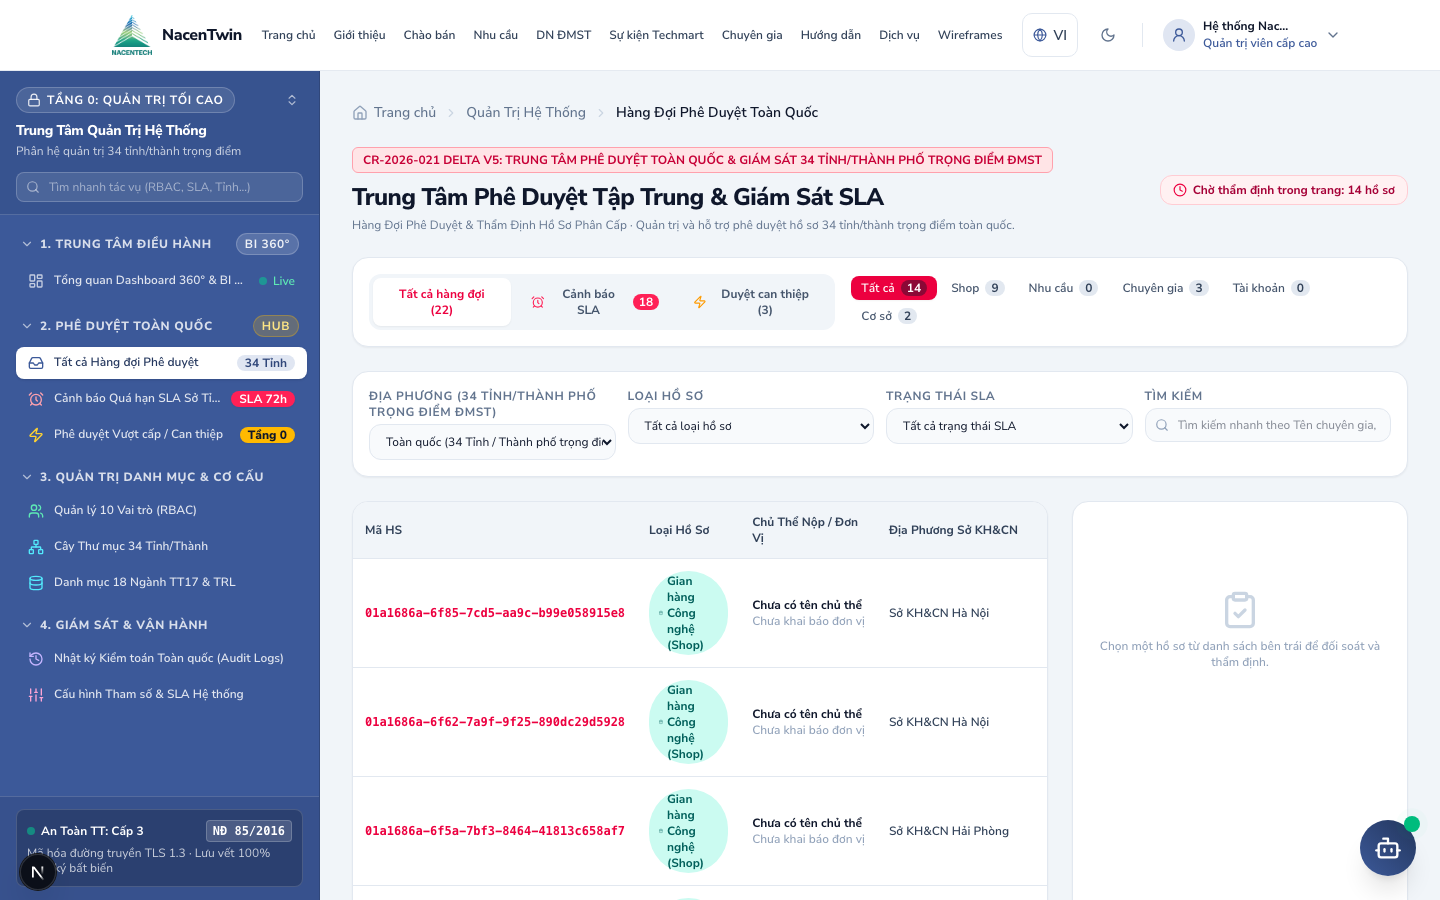 NACENTECH
NacenTwin
Trang chủ
Giới thiệu
Chào bán
Nhu cầu
DN ĐMST
Sự kiện Techmart
Chuyên gia
Hướng dẫn
Dịch vụ
Wireframes
VI
Hệ thống Nac...
Quản trị viên cấp cao
TẦNG 0: QUẢN TRỊ TỐI CAO
Trung Tâm Quản Trị Hệ Thống
Phân hệ quản trị 34 tỉnh/thành trọng điểm
Tìm nhanh tác vụ (RBAC, SLA, Tỉnh...)
1. TRUNG TÂM ĐIỀU HÀNH
BI 360°
Tổng quan Dashboard 360° & BI ...
Live
2. PHÊ DUYỆT TOÀN QUỐC
HUB
Tất cả Hàng đợi Phê duyệt
34 Tỉnh
Cảnh báo Quá hạn SLA Sở Tỉ...
SLA 72h
Phê duyệt Vượt cấp / Can thiệp
Tầng 0
3. QUẢN TRỊ DANH MỤC & CƠ CẤU
Quản lý 10 Vai trò (RBAC)
Cây Thư mục 34 Tỉnh/Thành
Danh mục 18 Ngành TT17 & TRL
4. GIÁM SÁT & VẬN HÀNH
Nhật ký Kiểm toán Toàn quốc (Audit Logs)
Cấu hình Tham số & SLA Hệ thống
An Toàn TT: Cấp 3
NĐ 85/2016
Mã hóa đường truyền TLS 1.3 · Lưu vết 100%
ký bất biến
N
Trang chủ
Quản Trị Hệ Thống
Hàng Đợi Phê Duyệt Toàn Quốc
CR-2026-021 DELTA V5: TRUNG TÂM PHÊ DUYỆT TOÀN QUỐC & GIÁM SÁT 34 TỈNH/THÀNH PHỐ TRỌNG ĐIỂM ĐMST
Trung Tâm Phê Duyệt Tập Trung & Giám Sát SLA
Hàng Đợi Phê Duyệt & Thẩm Định Hồ Sơ Phân Cấp · Quản trị và hỗ trợ phê duyệt hồ sơ 34 tỉnh/thành trọng điểm toàn quốc.
Chờ thẩm định trong trang: 14 hồ sơ
Tất cả hàng đợi
(22)
Cảnh báo
SLA
18
Duyệt can thiệp
(3)
Tất cả 14
Shop 9
Nhu cầu 0
Chuyên gia 3
Tài khoản 0
Cơ sở 2
ĐỊA PHƯƠNG (34 TỈNH/THÀNH PHỐ
TRỌNG ĐIỂM ĐMST)
Toàn quốc (34 Tỉnh / Thành phố trọng điể
LOẠI HỒ SƠ
Tất cả loại hồ sơ
TRẠNG THÁI SLA
Tất cả trạng thái SLA
TÌM KIẾM
Tìm kiếm nhanh theo Tên chuyên gia,
Mã HS
Loại Hồ Sơ
Chủ Thể Nộp / Đơn
Vị
Địa Phương Sở KH&CN
01a1686a-6f85-7cd5-aa9c-b99e058915e8
Gian
hàng
Công
nghệ
(Shop)
Chưa có tên chủ thể
Chưa khai báo đơn vị
Sở KH&CN Hà Nội
01a1686a-6f62-7a9f-9f25-890dc29d5928
Gian
hàng
Công
nghệ
(Shop)
Chưa có tên chủ thể
Chưa khai báo đơn vị
Sở KH&CN Hà Nội
01a1686a-6f5a-7bf3-8464-41813c658af7
Gian
hàng
Công
nghệ
(Shop)
Chưa có tên chủ thể
Chưa khai báo đơn vị
Sở KH&CN Hải Phòng
Chọn một hồ sơ từ danh sách bên trái để đối soát và
thẩm định.